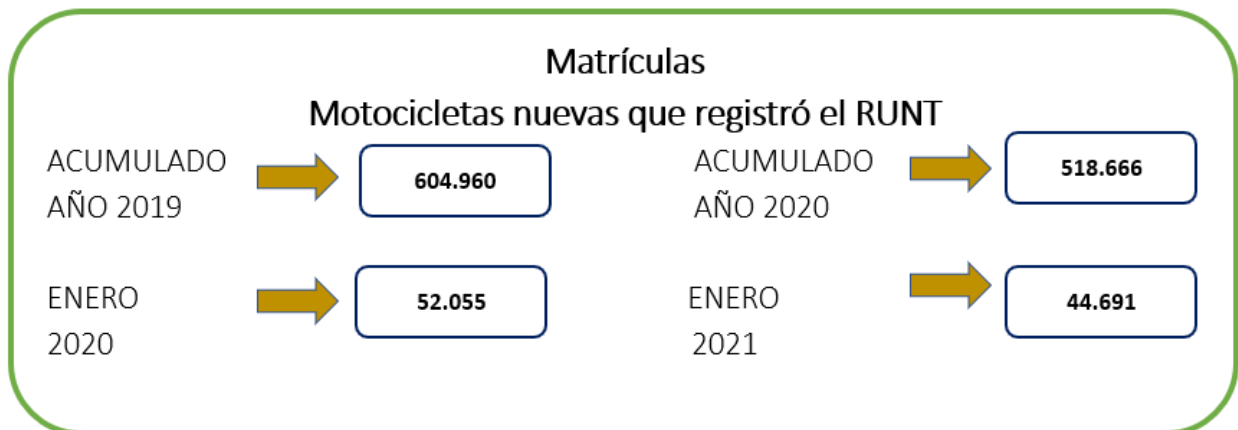 Matrículas
Motocicletas nuevas que registró el RUNT
ACUMULADO
AÑO 2019
604.960
ACUMULADO
AÑO 2020
518.666
ENERO
2020
52.055
ENERO
2021
44.691